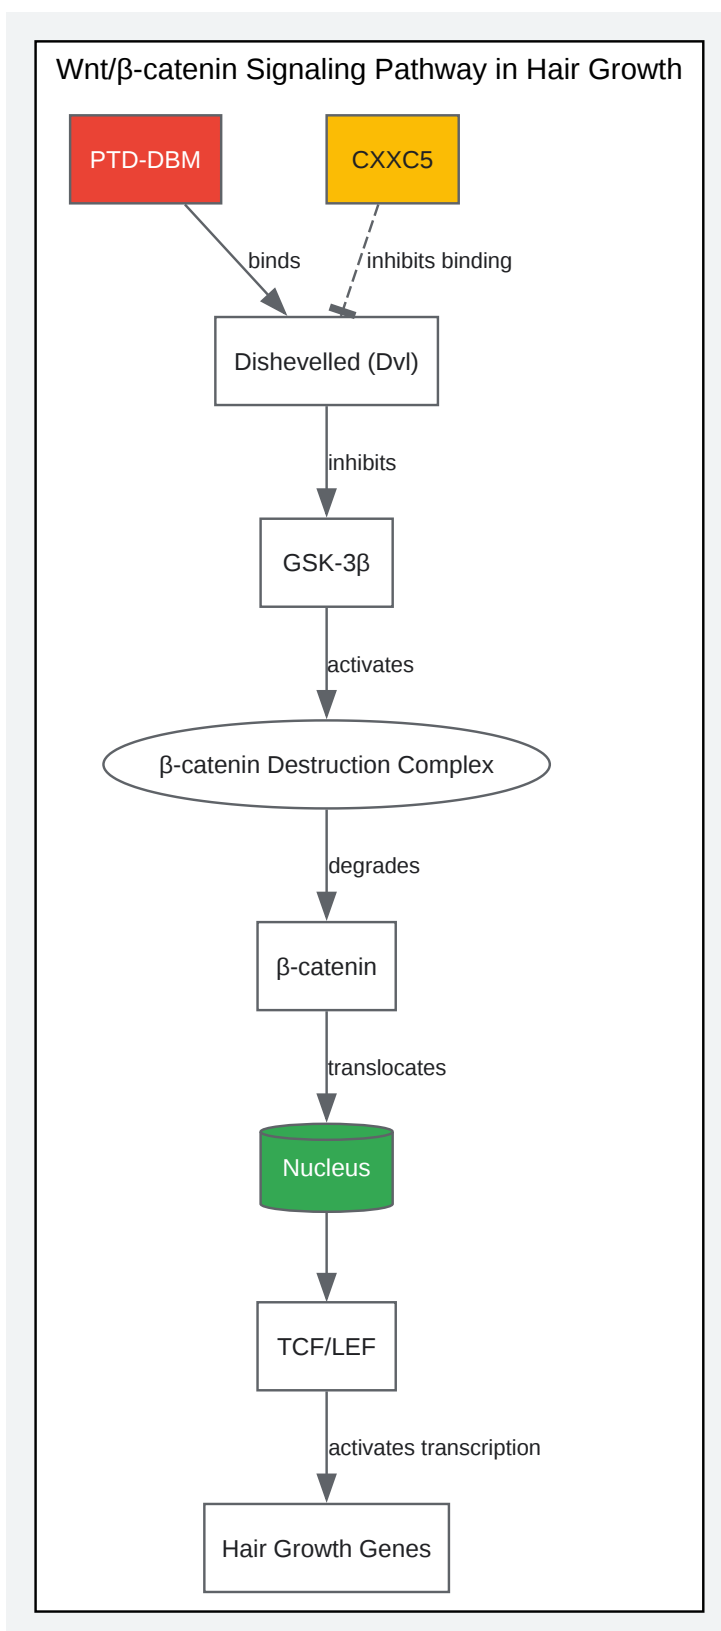 Wnt/β-catenin Signaling Pathway in Hair Growth
PTD-DBM
CXXC5
binds
inhibits binding
Dishevelled (Dvl)
inhibits
GSK-3β
activates
β-catenin Destruction Complex
degrades
β-catenin
translocates
Nucleus
TCF/LEF
activates transcription
Hair Growth Genes